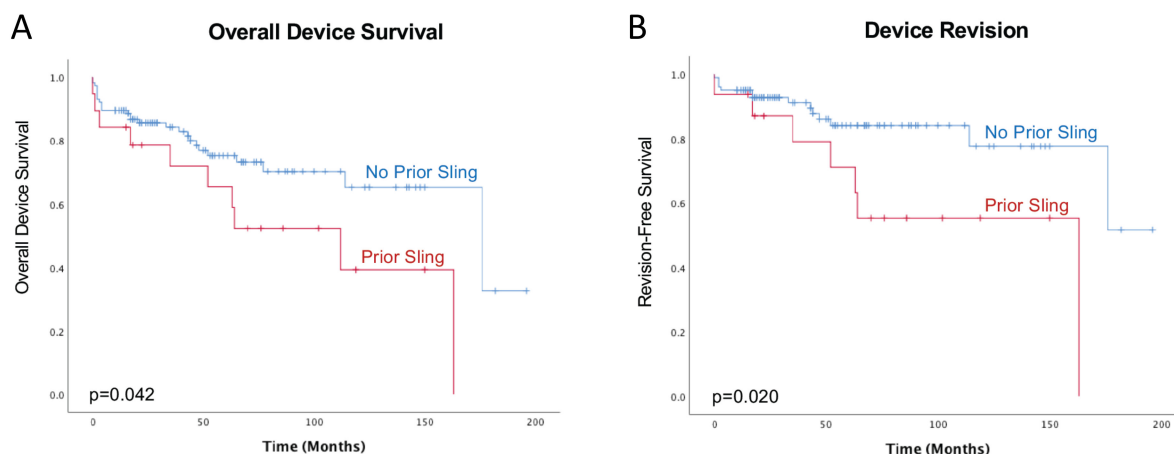 A
Overall Device Survival
Overall Device Survival
1.0
0.8
0.6
0.4
0.2
0.0
No Prior Sling
Prior Sling
p=0.042
0 50 100 150 200
Time (Months)
B
Device Revision
Revision-Free Survival
1.0
0.8
0.6
0.4
0.2
0.0
No Prior Sling
Prior Sling
p=0.020
0 50 100 150 200
Time (Months)